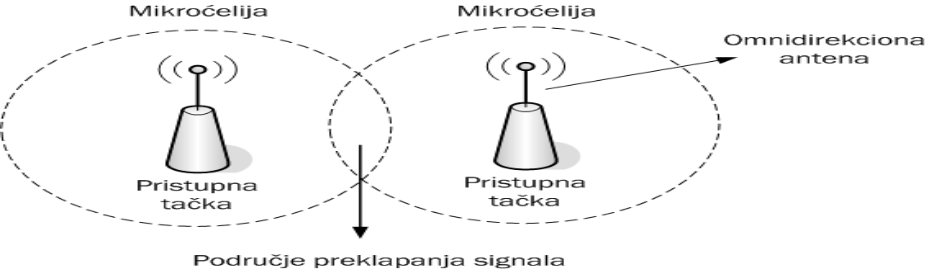 Mikroćelija
Mikroćelija
Omnidirekciona
antena
Pristupna
tačka
Pristupna
tačka
Područje preklapanja signala